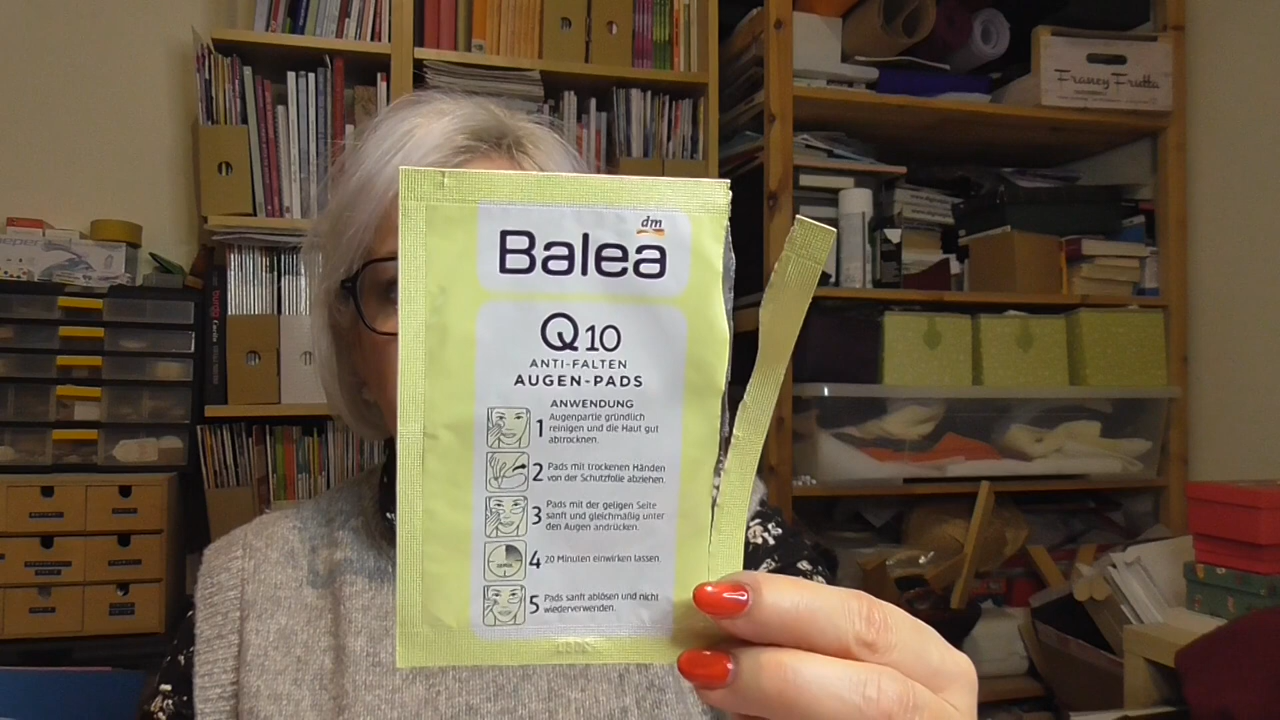 Franey Frutta
burda
dm
Balea
Q10
ANTI-FALTEN
AUGEN-PADS
ANWENDUNG
1 Augenpartie gründlich
reinigen und die Haut gut
abtrocknen.
2 Pads mit trockenen Händen
von der Schutzfolie abziehen.
3 Pads mit der geligen Seite
sanft und gleichmäßig unter
den Augen andrücken.
4 20 Minuten einwirken lassen.
5 Pads sanft ablösen und nicht
wiederverwenden.